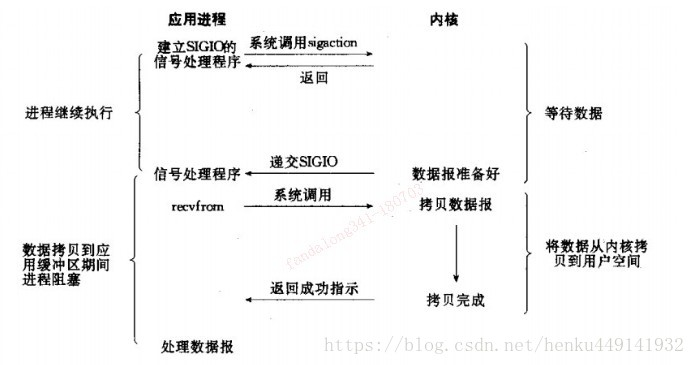 应用进程
内核
建立SIGIO的
信号处理程序
系统调用sigaction
返回
进程继续执行
等待数据
递交SIGIO
信号处理程序
数据报准备好
系统调用
recvfrom
拷贝数据报
数据拷贝到应
用缓冲区期间
进程阻塞
将数据从内核拷
贝到用户空间
返回成功指示
拷贝完成
处理数据报
fandalong341-180703
https://blog.csdn.net/henku449141932